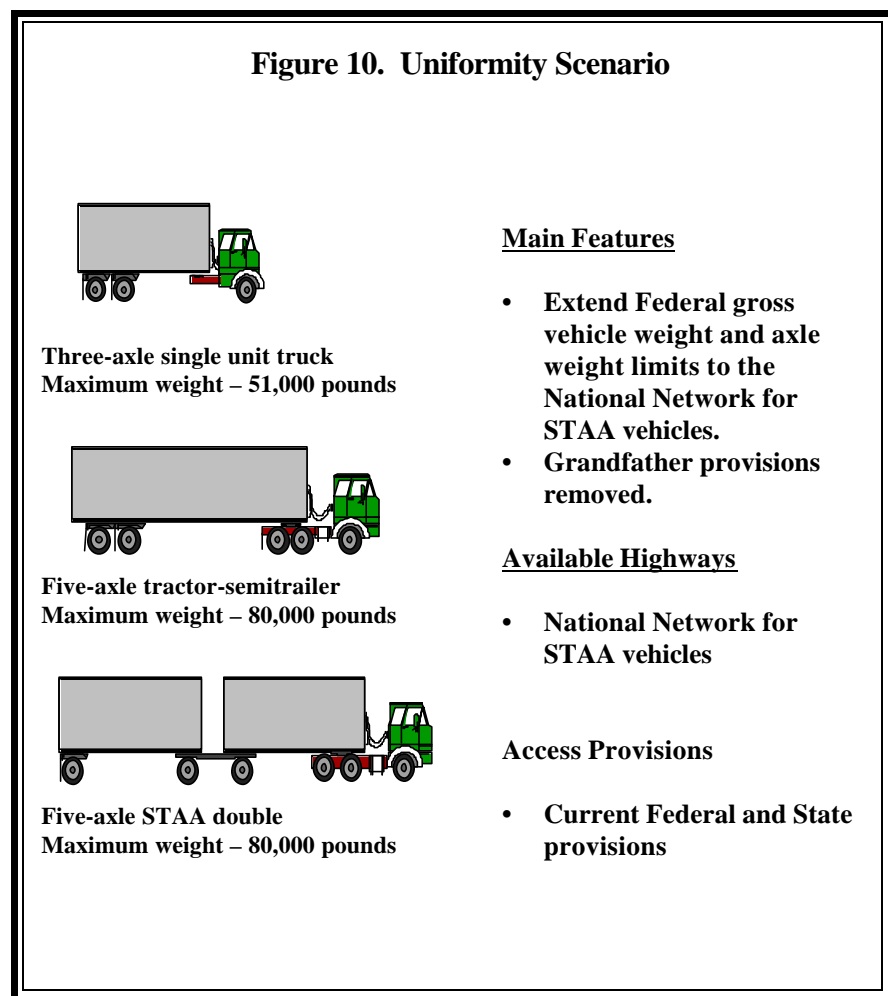 Figure 10. Uniformity Scenario
Three-axle single unit truck
Maximum weight – 51,000 pounds
Five-axle tractor-semitrailer
Maximum weight – 80,000 pounds
Five-axle STAA double
Maximum weight – 80,000 pounds
Main Features
• Extend Federal gross
vehicle weight and axle
weight limits to the
National Network for
STAA vehicles.
• Grandfather provisions
removed.
Available Highways
• National Network for
STAA vehicles
Access Provisions
• Current Federal and State
provisions